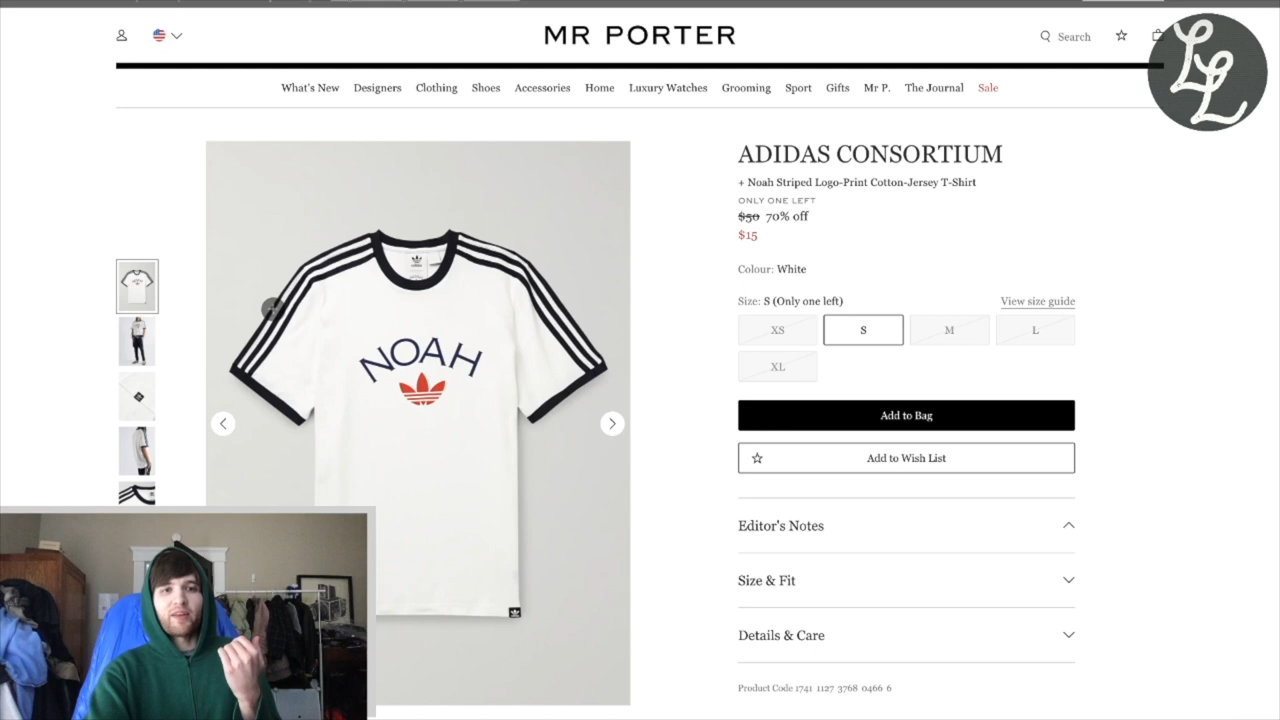 MR PORTER
Search
LL
What's New Designers Clothing Shoes Accessories Home Luxury Watches Grooming Sport Gifts Mr P. The Journal Sale
ADIDAS CONSORTIUM
+ Noah Striped Logo-Print Cotton-Jersey T-Shirt
ONLY ONE LEFT
$50 70% off
$15
Colour: White
Size: S (Only one left) View size guide
XS S M L
XL
NOAH
Add to Bag
Add to Wish List
Editor's Notes
Size & Fit
Details & Care
Product Code 1741 1127 3768 0466 6